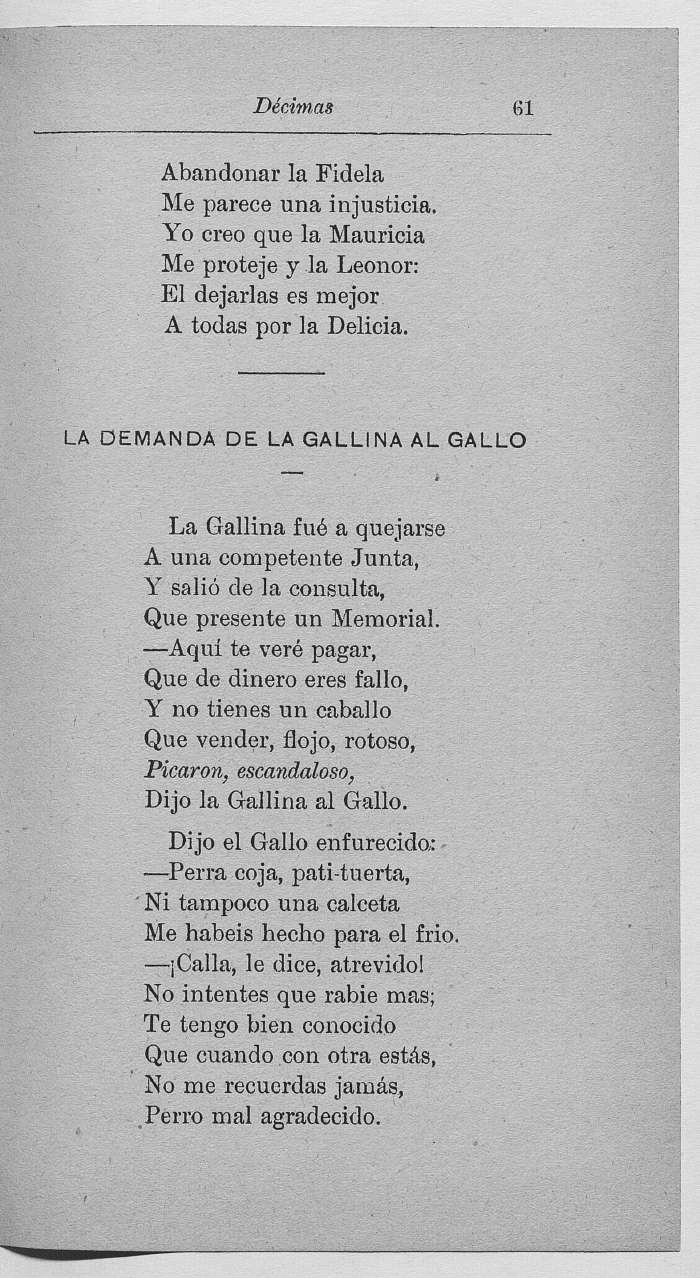 Décimas 61
Abandonar la Fidela
Me parece una injusticia.
Yo creo que la Mauricia
Me proteje y la Leonor:
El dejarlas es mejor
A todas por la Delicia.
LA DEMANDA DE LA GALLINA AL GALLO
La Gallina fué a quejarse
A una competente Junta,
Y salió de la consulta,
Que presente un Memorial.
—Aquí te veré pagar,
Que de dinero eres fallo,
Y no tienes un caballo
Que vender, flojo, rotoso,
Picaron, escandaloso,
Dijo la Gallina al Gallo.
Dijo el Gallo enfurecido:
—Perra coja, pati-tuerta,
Ni tampoco una calceta
Me habeis hecho para el frio.
—¡Calla, le dice, atrevido!
No intentes que rabie mas;
Te tengo bien conocido
Que cuando con otra estás,
No me recuerdas jamás,
Perro mal agradecido.